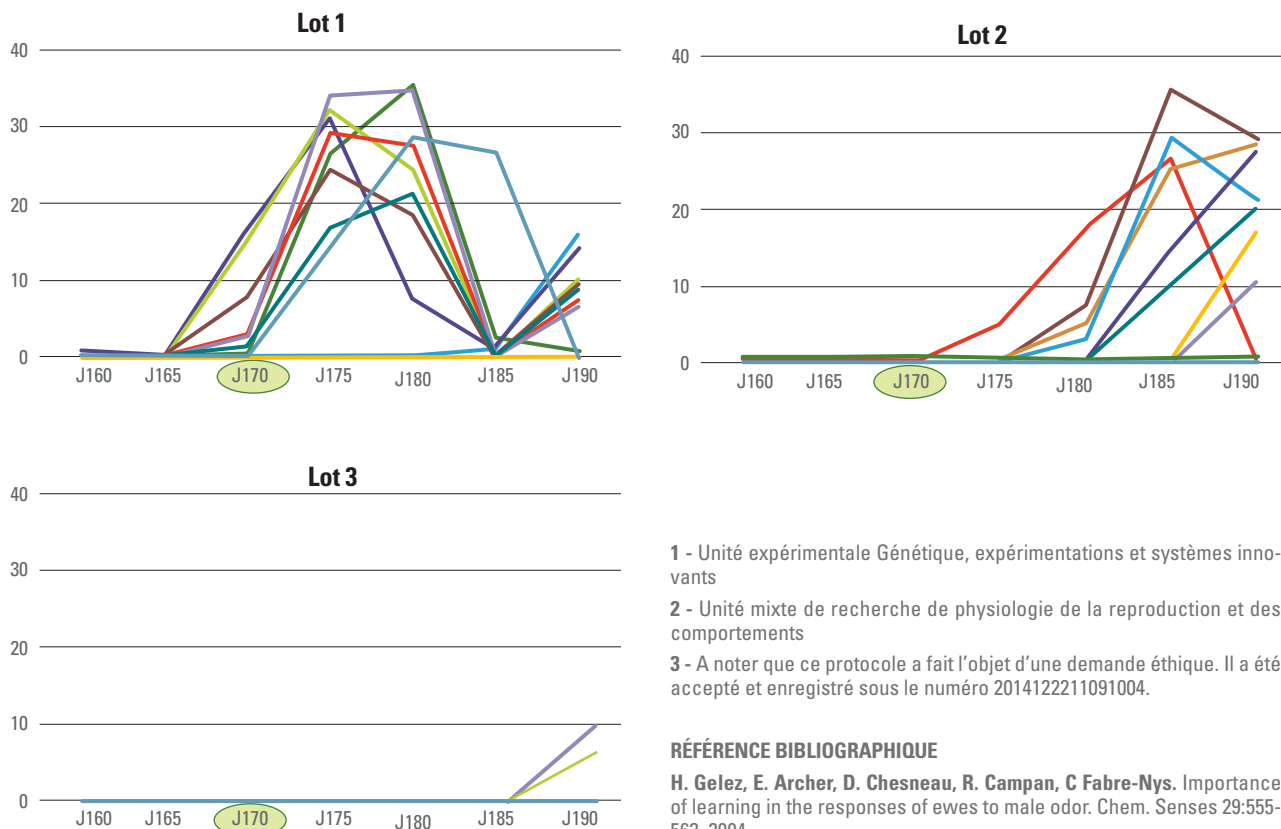 Lot 1
40
30
20
10
0
J160 J165 J170 J175 J180 J185 J190
Lot 2
40
30
20
10
0
J160 J165 J170 J175 J180 J185 J190
Lot 3
40
30
20
10
0
J160 J165 J170 J175 J180 J185 J190
1 - Unité expérimentale Génétique, expérimentations et systèmes inno-
vants
2 - Unité mixte de recherche de physiologie de la reproduction et des
comportements
3 - A noter que ce protocole a fait l'objet d'une demande éthique. Il a été
accepté et enregistré sous le numéro 2014122211091004.
RÉFÉRENCE BIBLIOGRAPHIQUE
H. Gelez, E. Archer, D. Chesneau, R. Campan, C Fabre-Nys. Importance
of learning in the responses of ewes to male odor. Chem. Senses 29:555-